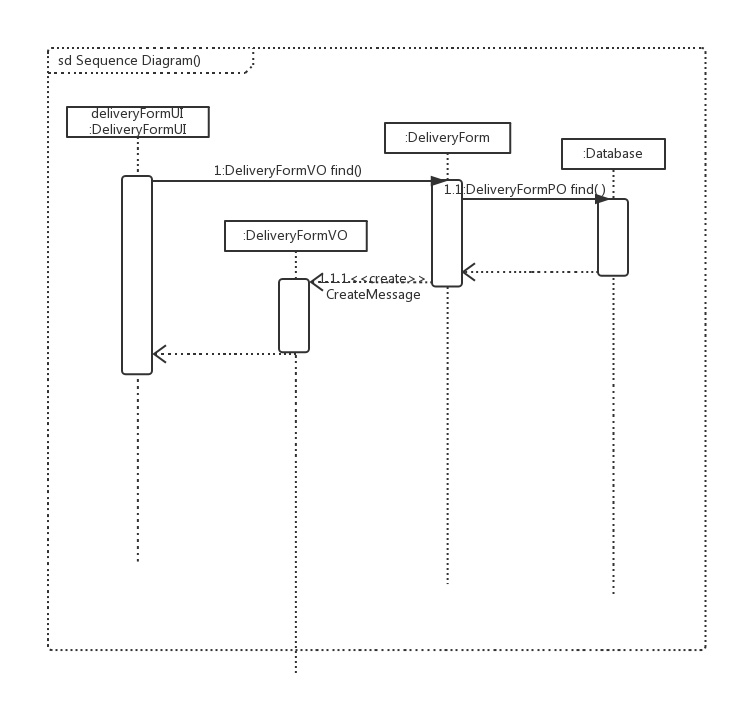 sd Sequence Diagram()
deliveryFormUI
:DeliveryFormUI
:DeliveryForm
:Database
1:DeliveryFormVO find()
1.1:DeliveryFormPO find( )
:DeliveryFormVO
1.1.1<<create>>
CreateMessage